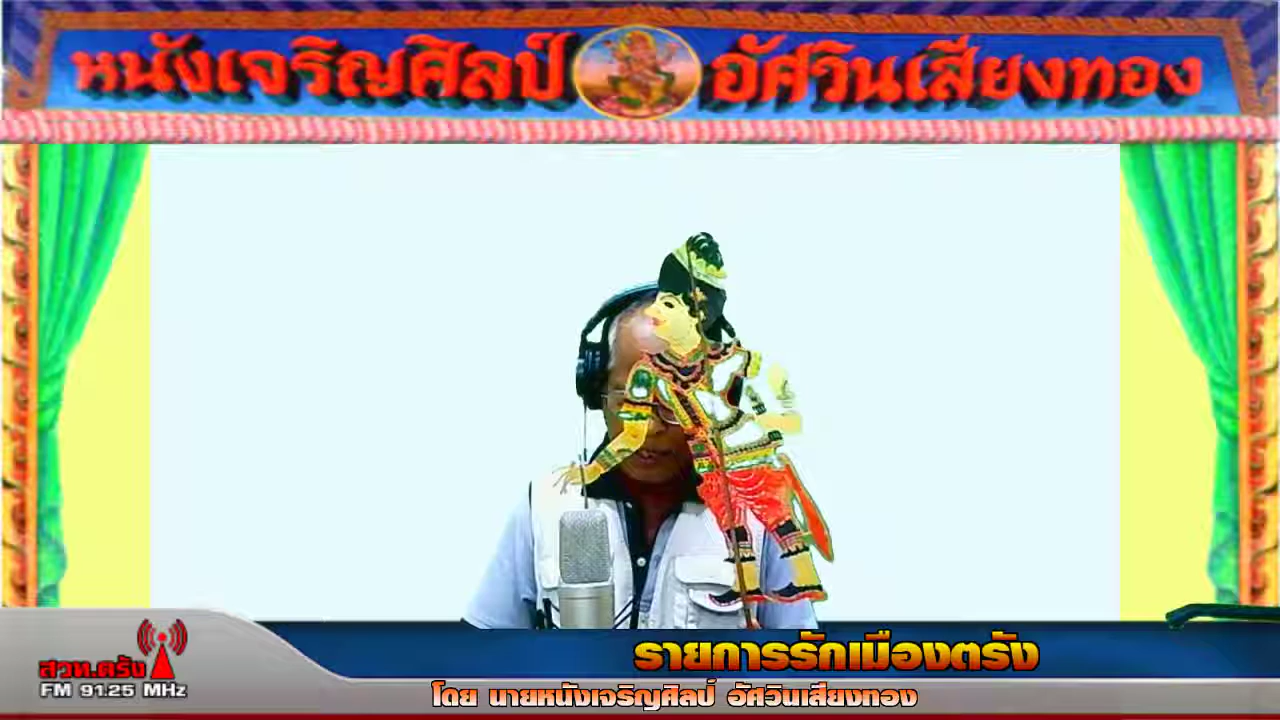 หนังเจริญศิลป์ อัศวินเสียงทอง
รายการรักเมืองตรัง
สวท.ตรัง
FM 91.25 MHz
โดย นายหนังเจริญศิลป์ อัศวินเสียงทอง